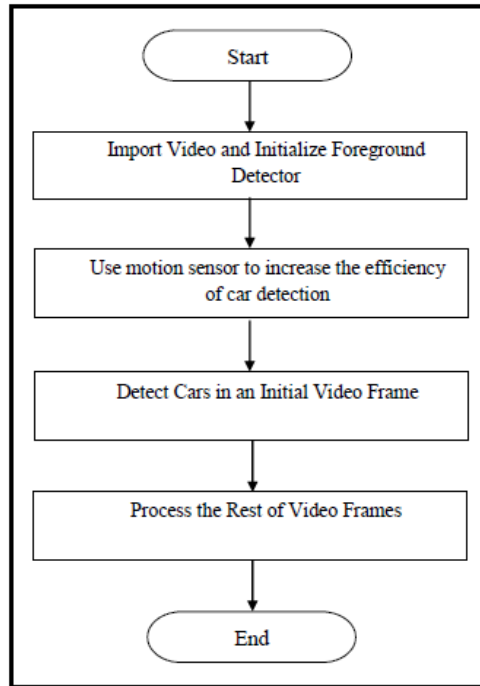 Start
Import Video and Initialize Foreground
Detector
Use motion sensor to increase the efficiency
of car detection
Detect Cars in an Initial Video Frame
Process the Rest of Video Frames
End